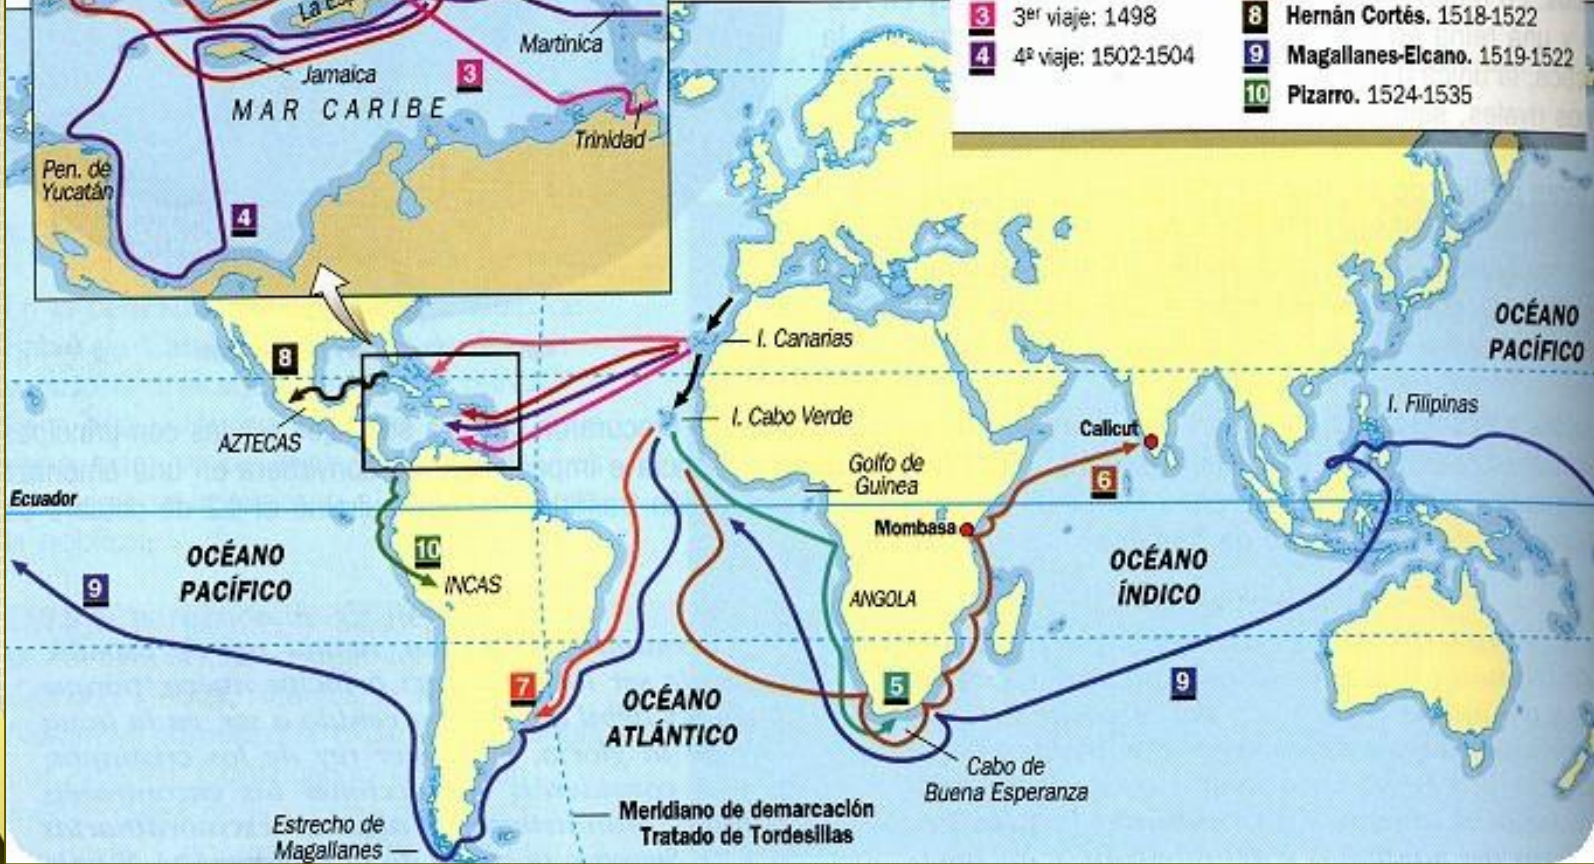 La Esp
Martinica
Jamaica
MAR CARIBE
3
Trinidad
Pen. de
Yucatán
4
3 3er viaje: 1498
4 4º viaje: 1502-1504
8 Hernán Cortés. 1518-1522
9 Magallanes-Elcano. 1519-1522
10 Pizarro. 1524-1535
OCÉANO
PACÍFICO
I. Canarias
8
AZTECAS
I. Cabo Verde
I. Filipinas
Calicut
6
Golfo de
Guinea
Ecuador
Mombasa
OCÉANO
PACÍFICO
9
10
INCAS
ANGOLA
OCÉANO
ÍNDICO
7
OCÉANO
ATLÁNTICO
5
9
Cabo de
Buena Esperanza
Meridiano de demarcación
Tratado de Tordesillas
Estrecho de
Magallanes